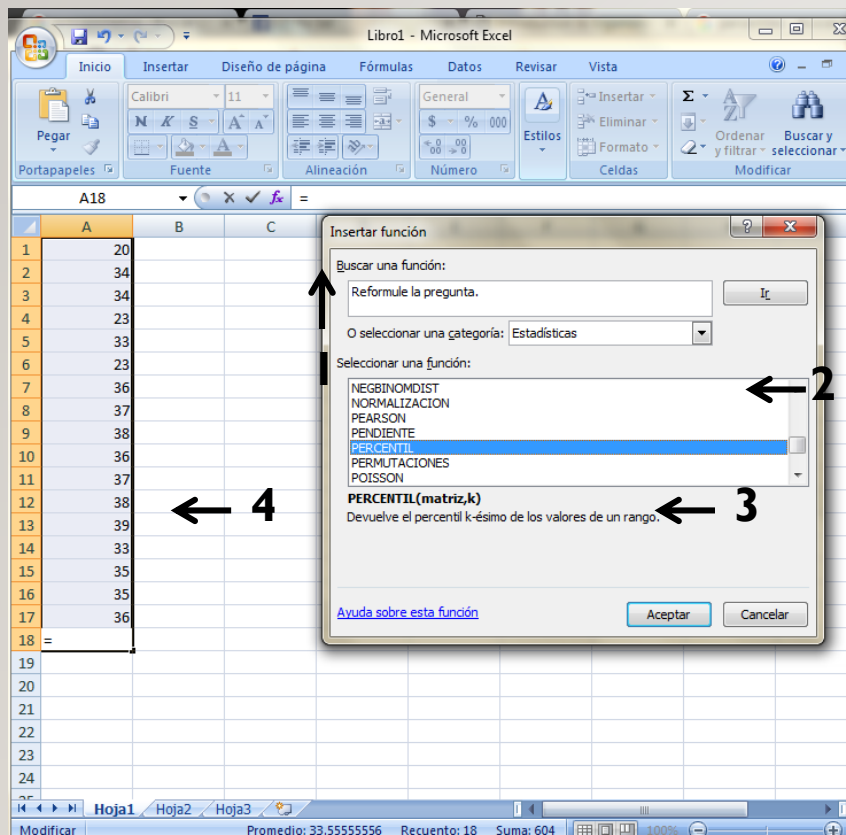 Libro1 - Microsoft Excel
Inicio Insertar Diseño de página Fórmulas Datos Revisar Vista
Pegar
Portapapeles
Calibri 11
N K S
Fuente
Alineación
General
$ % 000
Número
Estilos
Insertar
Eliminar
Formato
Celdas
Σ
Ordenar y filtrar
Buscar y seleccionar
Modificar
A18 fx =
A B C
1 20
2 34
3 34
4 23
5 33
6 23
7 36
8 37
9 38
10 36
11 37
12 38
13 39
14 33
15 35
16 35
17 36
18 =
19
20
21
22
23
24
25
Insertar función
Buscar una función:
Reformule la pregunta.
Ir
O seleccionar una categoría: Estadísticas
Seleccionar una función:
NEGBINOMDIST
NORMALIZACION
PEARSON
PENDIENTE
PERCENTIL
PERMUTACIONES
POISSON
PERCENTIL(matriz,k)
Devuelve el percentil k-ésimo de los valores de un rango.
Ayuda sobre esta función
Aceptar
Cancelar
1
2
3
4
Hoja1 Hoja2 Hoja3
Modificar Promedio: 33,55555556 Recuento: 18 Suma: 604 100%